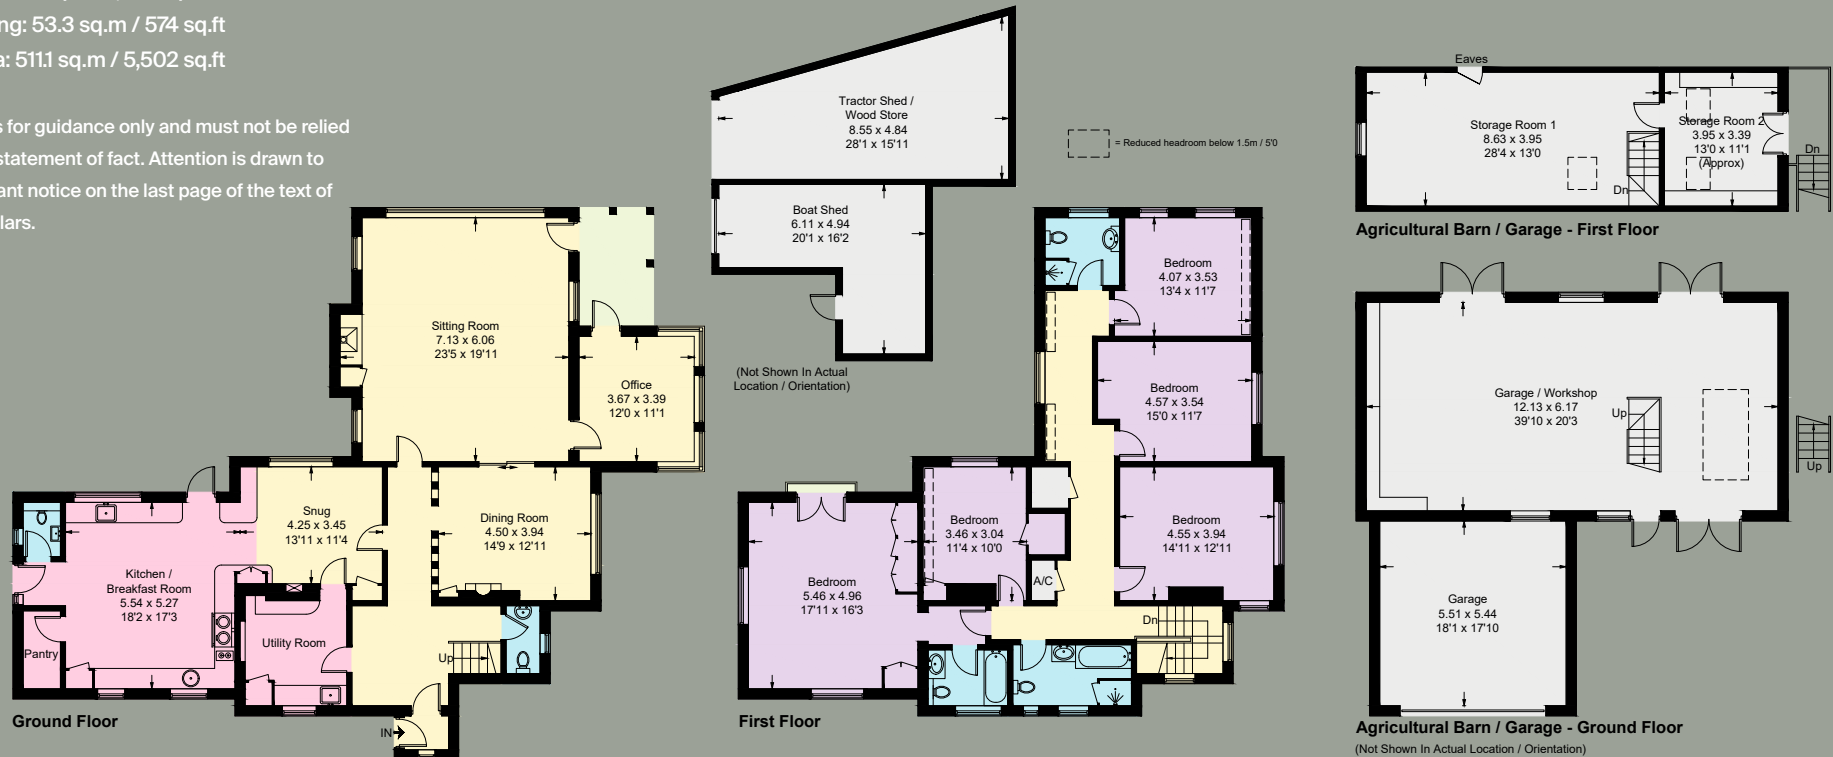 ng: 53.3 sq.m / 574 sq.ft
a: 511.1 sq.m / 5,502 sq.ft
s for guidance only and must not be relied
statement of fact. Attention is drawn to
ant notice on the last page of the text of
lars.
Tractor Shed /
Wood Store
8.55 x 4.84
28'1 x 15'11
Boat Shed
6.11 x 4.94
20'1 x 16'2
(Not Shown In Actual
Location / Orientation)
= Reduced headroom below 1.5m / 5'0
Eaves
Storage Room 1
8.63 x 3.95
28'4 x 13'0
Dn
Storage Room 2
3.95 x 3.39
13'0 x 11'1
(Approx)
Dn
Agricultural Barn / Garage - First Floor
Sitting Room
7.13 x 6.06
23'5 x 19'11
Office
3.67 x 3.39
12'0 x 11'1
Snug
4.25 x 3.45
13'11 x 11'4
Dining Room
4.50 x 3.94
14'9 x 12'11
Kitchen /
Breakfast Room
5.54 x 5.27
18'2 x 17'3
Pantry
Utility Room
Up
IN
Ground Floor
Bedroom
4.07 x 3.53
13'4 x 11'7
Bedroom
4.57 x 3.54
15'0 x 11'7
Bedroom
3.46 x 3.04
11'4 x 10'0
Bedroom
4.55 x 3.94
14'11 x 12'11
A/C
Bedroom
5.46 x 4.96
17'11 x 16'3
Dn
First Floor
Garage / Workshop
12.13 x 6.17
39'10 x 20'3
Up
Up
Garage
5.51 x 5.44
18'1 x 17'10
Agricultural Barn / Garage - Ground Floor
(Not Shown In Actual Location / Orientation)